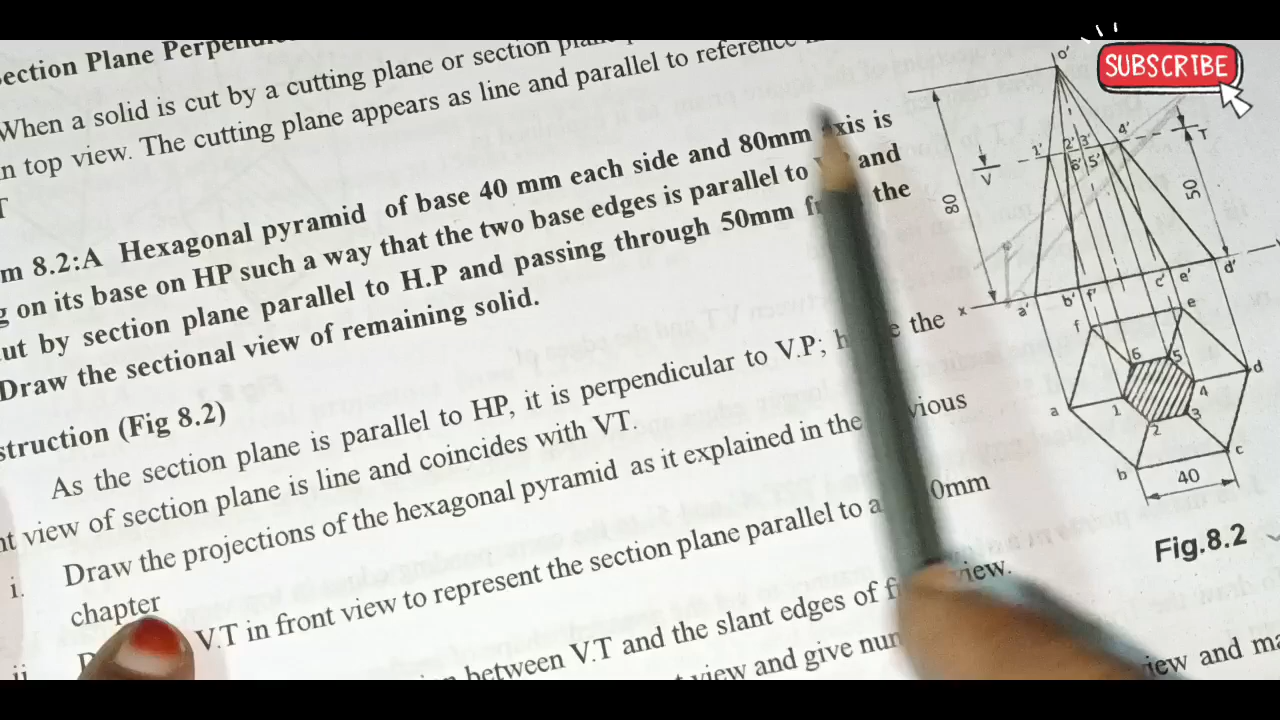 ection Plane Perpen
When a solid is cut by a cutting plane or section plane
n top view. The cutting plane appears as line and parallel to reference
T
m 8.2:A Hexagonal pyramid of base 40 mm each side and 80mm axis is
g on its base on HP such a way that the two base edges is parallel to and
ut by section plane parallel to H.P and passing through 50mm the
Draw the sectional view of remaining solid.
struction (Fig 8.2)
As the section plane is parallel to HP, it is perpendicular to V.P; the
nt view of section plane is line and coincides with VT.
i. Draw the projections of the hexagonal pyramid as it explained in the vious
chapter
ii. V.T in front view to represent the section plane parallel to a 0mm
between V.T and the slant edges of view.
view and give num
iew and ma
SUBSCRIBE
o'
1' 2' 3' 4'
6' 5'
V T
80 50
x a' b' f' c' e' d'
f e
6 5
a 1 4 d
2 3
b c
40
Fig.8.2